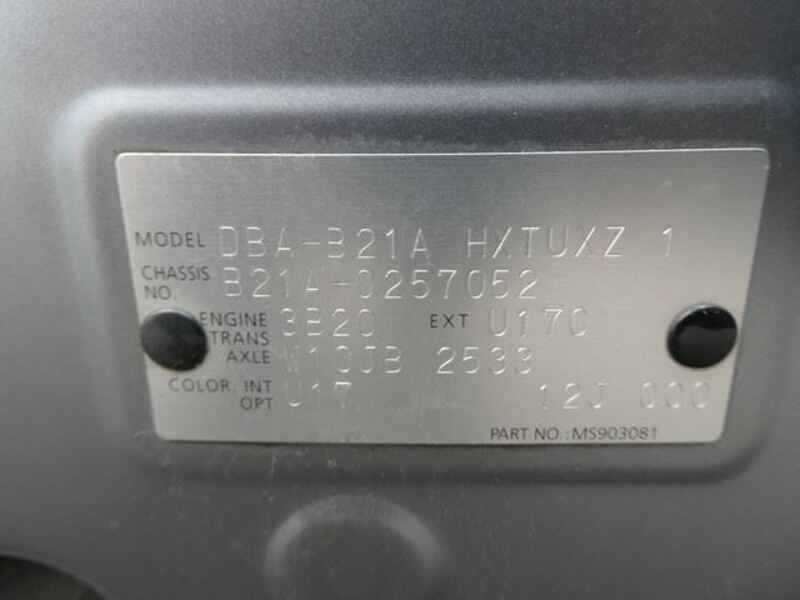 MODEL DBA-B21A HXTUXZ 1
CHASSIS NO. B21A-0257052
ENGINE 3B20 EXT U17C
TRANS AXLE W1CJB 2533
COLOR. INT U17 12J 000
OPT
PART NO.: MS903081